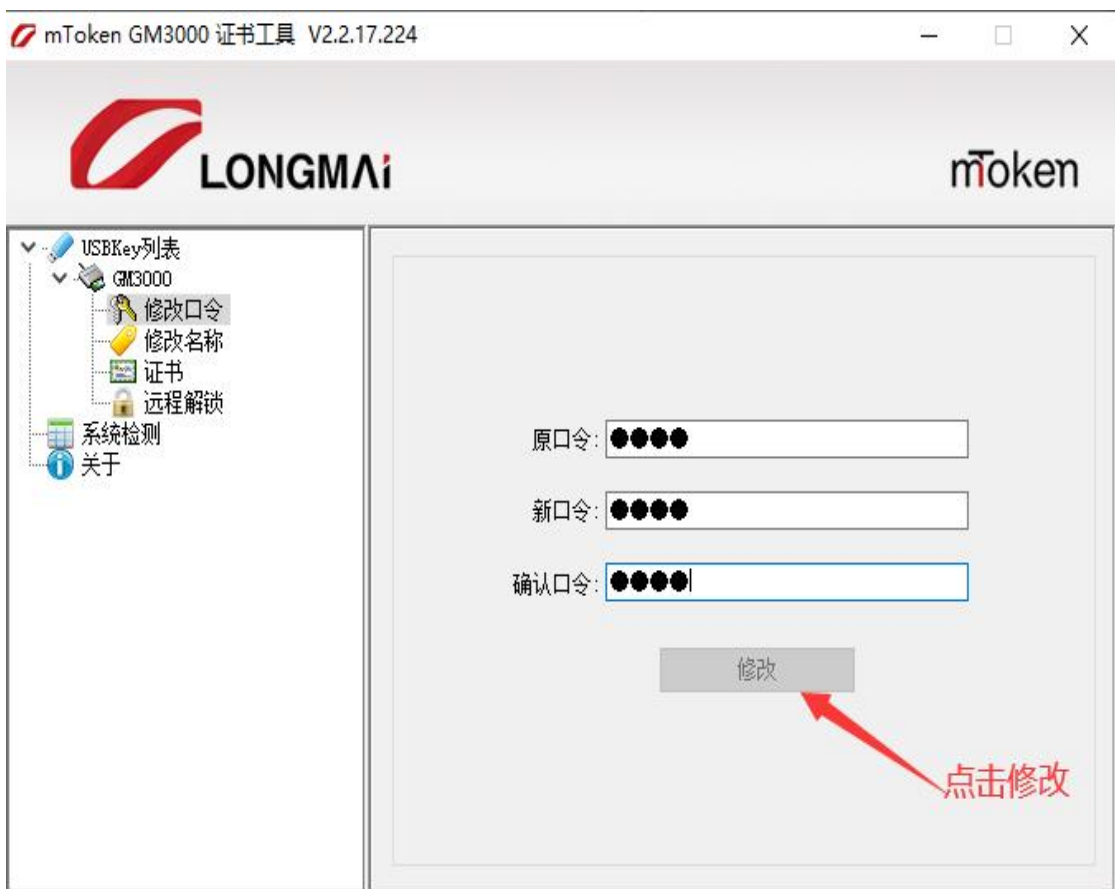 mToken GM3000 证书工具 V2.2.17.224
LONGMAi
mToken
USBKey列表
GM3000
修改口令
修改名称
证书
远程解锁
系统检测
关于
原口令:
新口令:
确认口令:
修改
点击修改